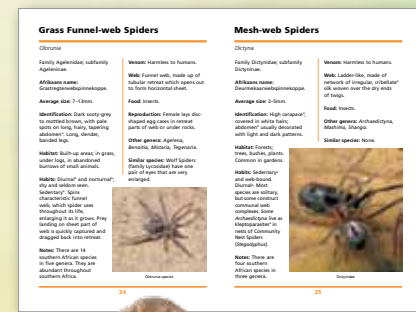 Grass Funnel-web Spiders
Olorunia
Family Agelenidae; subfamily
Ageleninae.
Afrikaans name:
Grastregterwebspinnekoppe.
Average size: 7–13mm.
Identification: Dark sooty-grey
to mottled brown, with pale
spots on long, hairy, tapering
abdomen*. Long, slender,
banded legs.
Habitat: Built-up areas; in grass,
under logs, in abandoned
burrows of small animals.
Habits: Diurnal* and nocturnal*;
shy and seldom seen.
Sedentary*. Spins
characteristic funnel
web, which spider uses
throughout its life,
enlarging it as it grows. Prey
landing on sheet part of
web is quickly captured and
dragged back into retreat.
Notes: There are 14
southern African species
in five genera. They are
abundant throughout
southern Africa.
Venom: Harmless to humans.
Web: Funnel web, made up of
tubular retreat which opens out
to form horizontal sheet.
Food: Insects.
Reproduction: Female lays disc-
shaped egg cases in retreat
parts of web or under rocks.
Other genera: Agelena,
Benoitia, Mistaria, Tegenaria.
Similar species: Wolf Spiders
(family Lycosidae) have one
pair of eyes that are very
enlarged.
Olorunia species
24
Mesh-web Spiders
Dictyna
Family Dictynidae; subfamily
Dictyninae.
Afrikaans name:
Deurmekaarwebspinnekoppe.
Average size: 3–5mm.
Identification: High carapace*,
covered in white hairs;
abdomen* usually decorated
with light and dark patterns.
Habitat: Forests;
trees, bushes, plants.
Common in gardens.
Habits: Sedentary*
and web-bound.
Diurnal*. Most
species are solitary,
but some construct
communal web
complexes. Some
Archaeodictyna live as
kleptoparasites* in
nests of Community
Nest Spiders
(Stegodyphus).
Notes: There are
four southern
African species in
three genera.
Venom: Harmless to humans.
Web: Ladder-like, made of
network of irregular, cribellate*
silk woven over the dry ends
of twigs.
Food: Insects.
Other genera: Archaeodictyna,
Mashimo, Shango.
Similar species: None.
Dictynidae
25